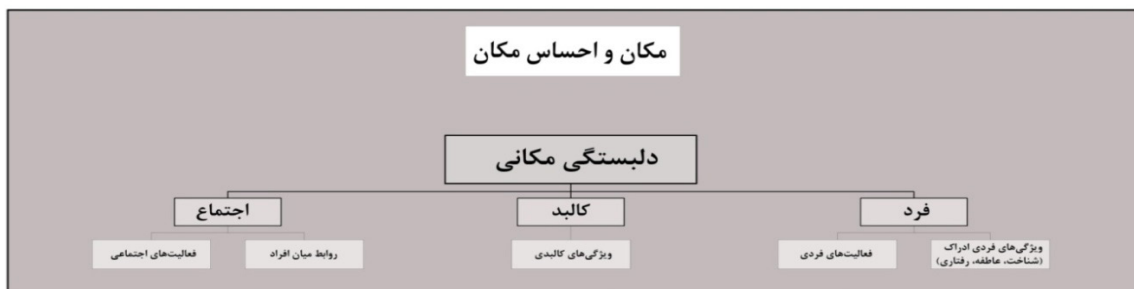 مکان و احساس مکان
دلبستگی مکانی
فرد
کالبد
اجتماع
ویژگی‌های فردی ادراک
(شناخت، عاطفه، رفتاری)
فعالیت‌های فردی
ویژگی‌های کالبدی
روابط میان افراد
فعالیت‌های اجتماعی